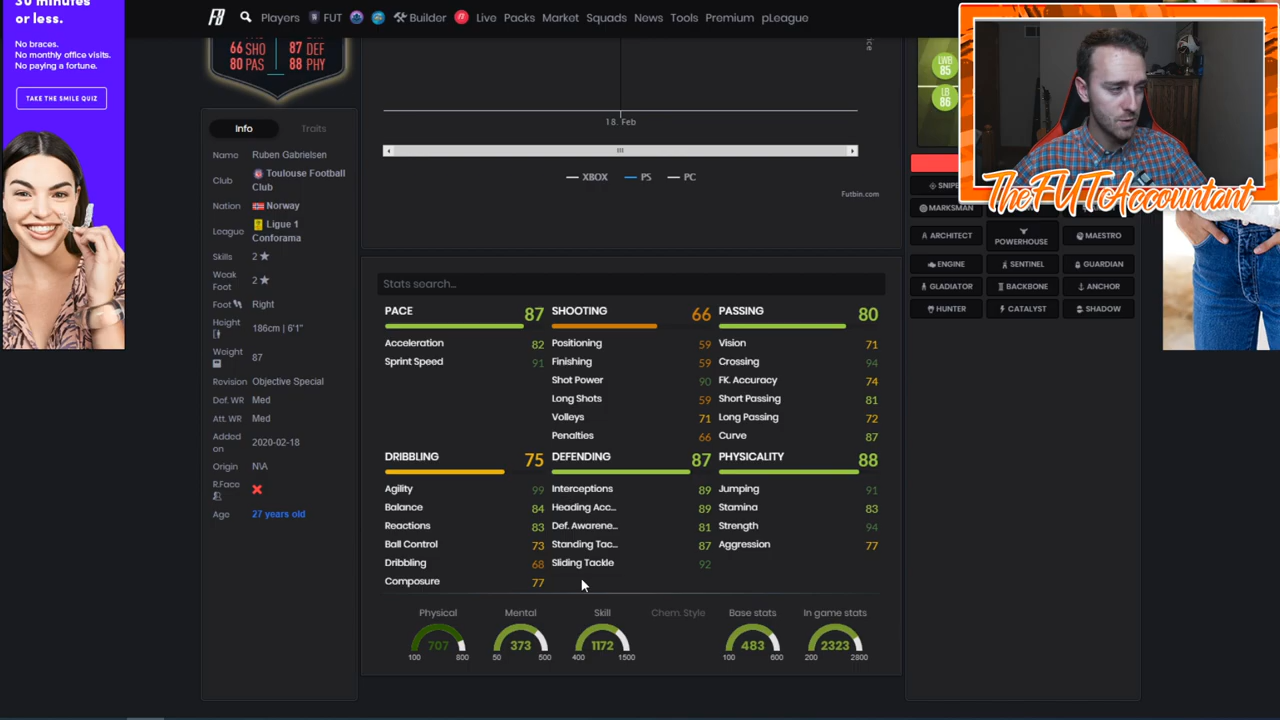 30 minutes
or less.
No braces.
No monthly office visits.
No paying a fortune.
TAKE THE SMILE QUIZ
F8
Players
FUT
Builder
Live
Packs
Market
Squads
News
Tools
Premium
pLeague
66 SHO
87 DEF
80 PAS
88 PHY
18. Feb
XBOX
PS
PC
Futbin.com
Info
Traits
Name
Ruben Gabrielsen
Club
Toulouse Football
Club
Nation
Norway
League
Ligue 1
Conforama
Skills
2
Weak
Foot
2
Foot
Right
Height
186cm | 6'1"
Weight
87
Revision
Objective Special
Def. WR
Med
Att. WR
Med
Added
on
2020-02-18
Origin
N\A
R.Face
Age
27 years old
Stats search...
PACE 87
Acceleration 82
Sprint Speed 91
SHOOTING 66
Positioning 59
Finishing 59
Shot Power 90
Long Shots 59
Volleys 71
Penalties 66
PASSING 80
Vision 71
Crossing 94
FK. Accuracy 74
Short Passing 81
Long Passing 72
Curve 87
DRIBBLING 75
Agility 99
Balance 84
Reactions 83
Ball Control 73
Dribbling 68
Composure 77
DEFENDING 87
Interceptions 89
Heading Acc... 89
Def. Awarene... 81
Standing Tac... 87
Sliding Tackle 92
PHYSICALITY 88
Jumping 91
Stamina 83
Strength 94
Aggression 77
Physical
707
100 800
Mental
373
50 500
Skill
1172
400 1500
Chem. Style
Base stats
483
100 600
In game stats
2323
200 2800
LWB
85
LB
86
TheFUTAccountant
SNIPE
MARKSMAN
ARCHITECT
POWERHOUSE
MAESTRO
ENGINE
SENTINEL
GUARDIAN
GLADIATOR
BACKBONE
ANCHOR
HUNTER
CATALYST
SHADOW